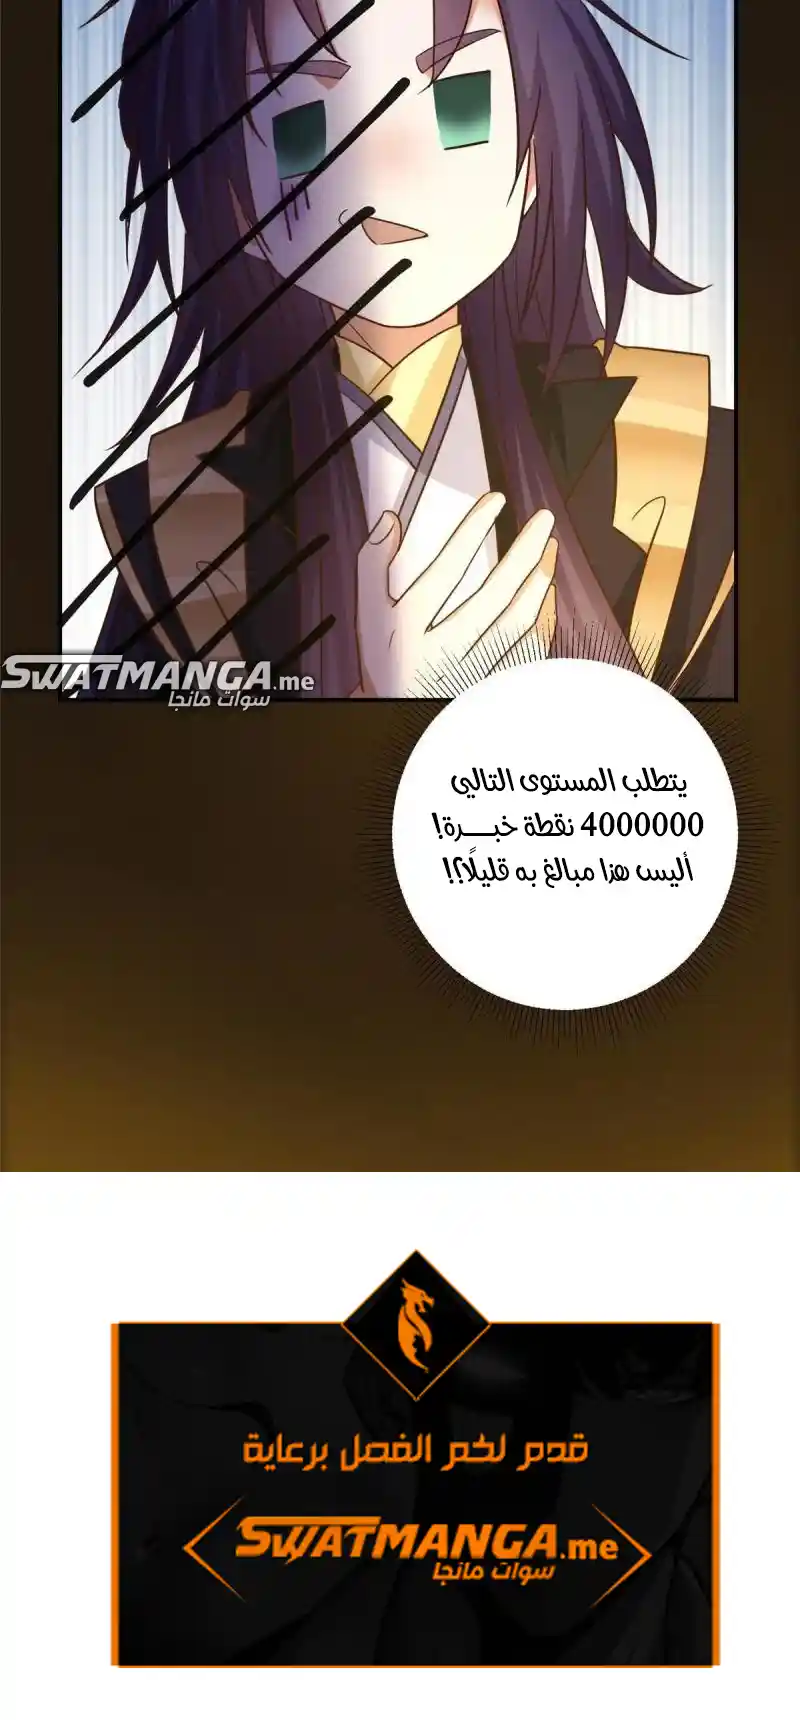 SWATMANGA.me
سوات مانجا
يتطلب المستوى التالي
4000000 نقطة خبـــرة!
أليس هذا مبالغ به قليلًا؟!
قدم لكم الفصل برعاية
SWATMANGA.me
سوات مانجا